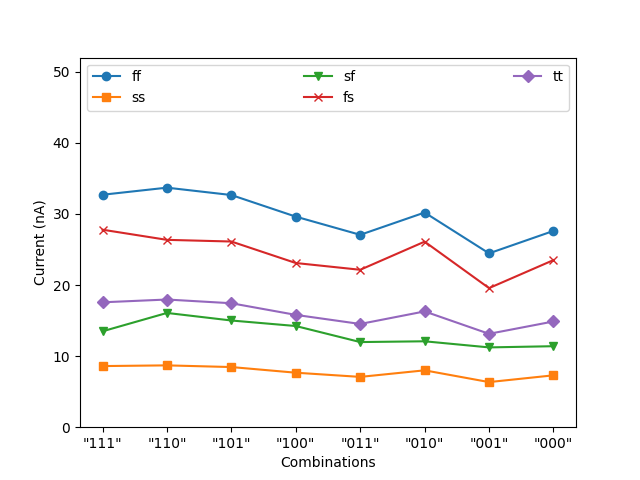 ff
ss
sf
fs
tt
50
40
30
20
10
0
Current (nA)
"111" "110" "101" "100" "011" "010" "001" "000"
Combinations